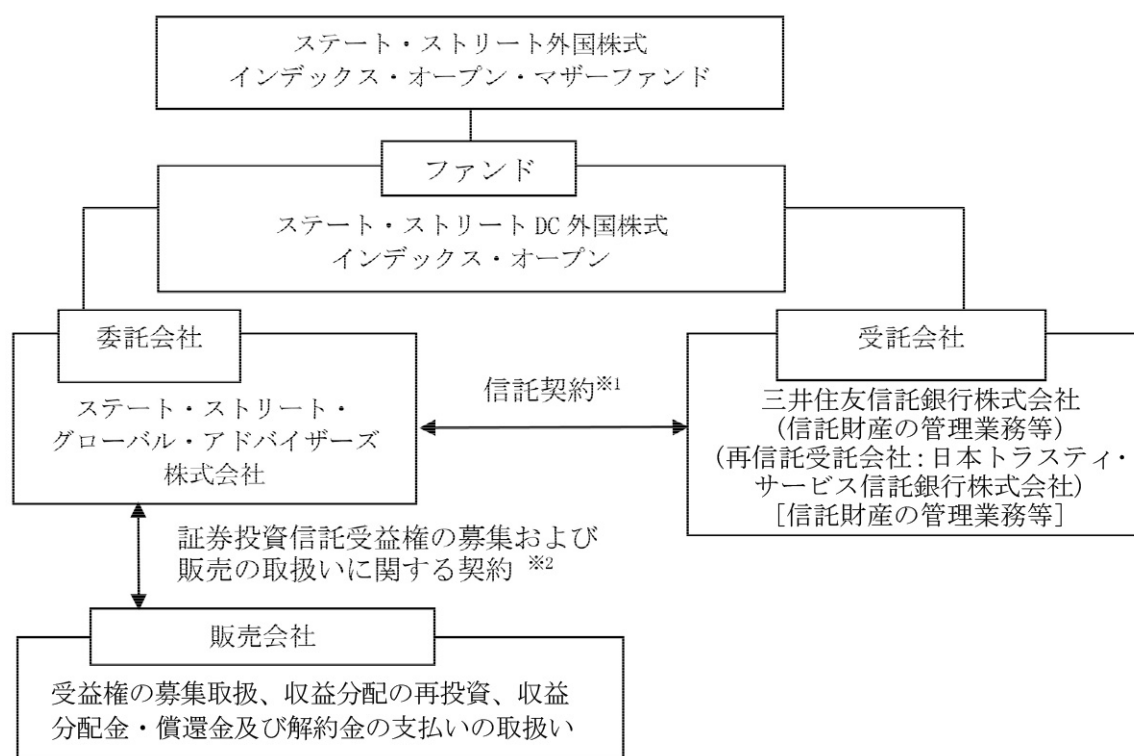 ステート・ストリート外国株式
インデックス・オープン・マザーファンド
ファンド
ステート・ストリート DC 外国株式
インデックス・オープン
委託会社
ステート・ストリート・
グローバル・アドバイザーズ
株式会社
信託契約※1
受託会社
三井住友信託銀行株式会社
(信託財産の管理業務等)
(再信託受託会社:日本トラスティ・
サービス信託銀行株式会社)
[信託財産の管理業務等]
証券投資信託受益権の募集および
販売の取扱いに関する契約 ※2
販売会社
受益権の募集取扱、収益分配の再投資、収益
分配金・償還金及び解約金の支払いの取扱い